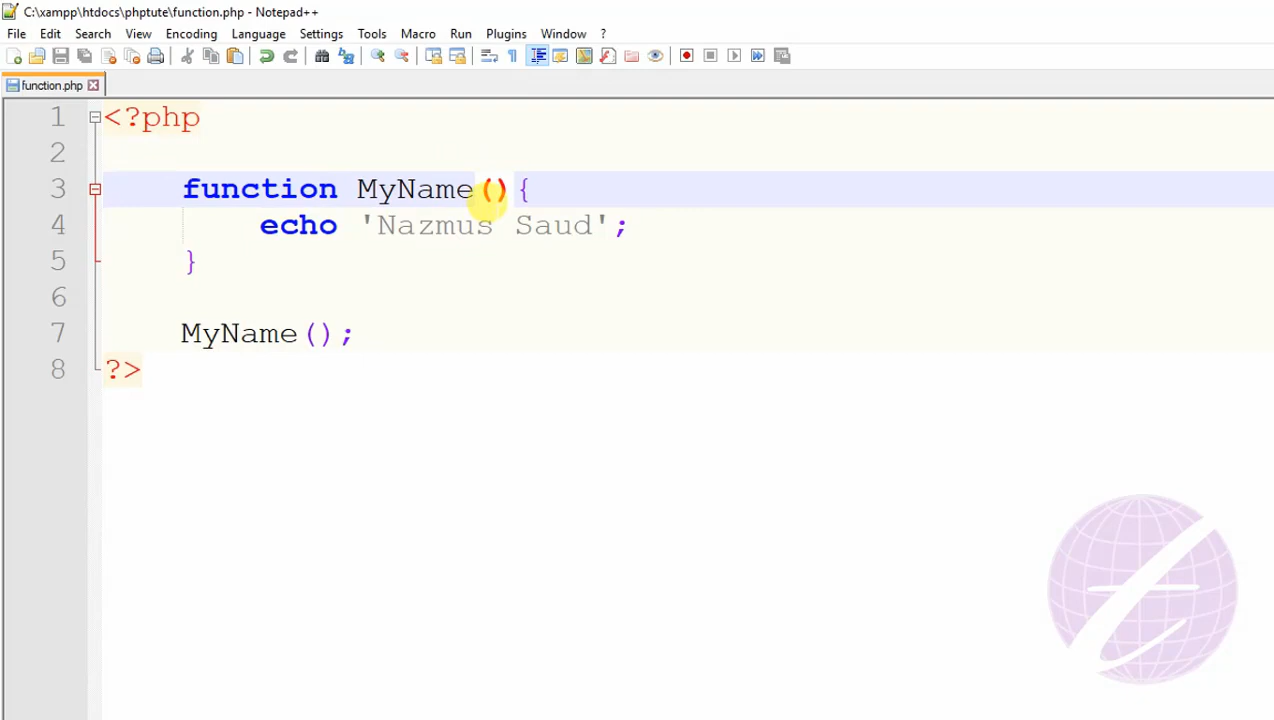 C:\xampp\htdocs\phptute\function.php - Notepad++
File Edit Search View Encoding Language Settings Tools Macro Run Plugins Window ?
function.php
1 <?php
2
3 function MyName(){
4 echo 'Nazmus Saud';
5 }
6
7 MyName();
8 ?>